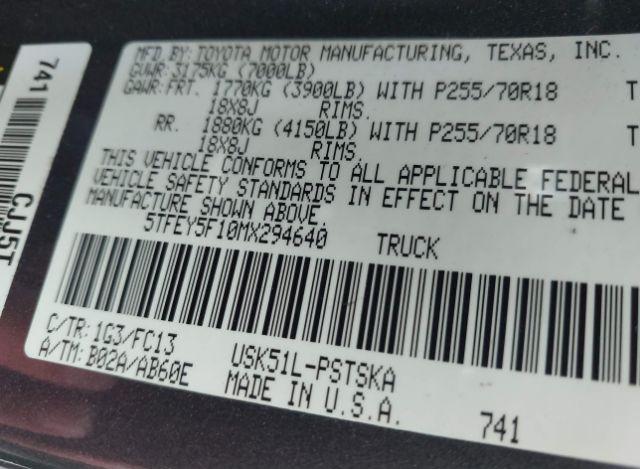 MFD BY: TOYOTA MOTOR MANUFACTURING, TEXAS, INC.
GVWR: 3175KG (7000LB)
GAWR: FRT. 1770KG (3900LB) WITH P255/70R18 T
18X8J RIMS.
RR. 1880KG (4150LB) WITH P255/70R18 T
18X8J RIMS.
THIS VEHICLE CONFORMS TO ALL APPLICABLE FEDERAL
VEHICLE SAFETY STANDARDS IN EFFECT ON THE DATE
MANUFACTURE SHOWN ABOVE.
5TFEY5F10MX294640 TRUCK
C/TR: 1G3/FC13
A/TM: B02A/AB60E
USK51L-PSTSKA
MADE IN U.S.A.
741
741
CJJ5T